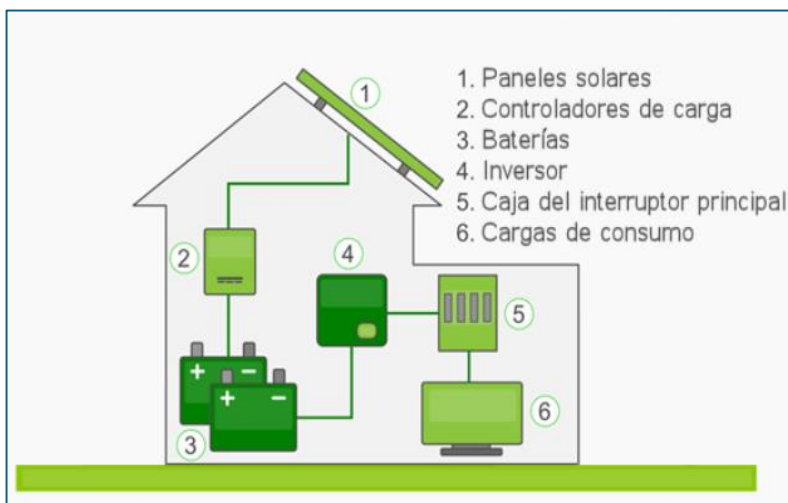 1. Paneles solares
2. Controladores de carga
3. Baterías
4. Inversor
5. Caja del interruptor principal
6. Cargas de consumo
1
2
4
5
+ -
+ -
6
3